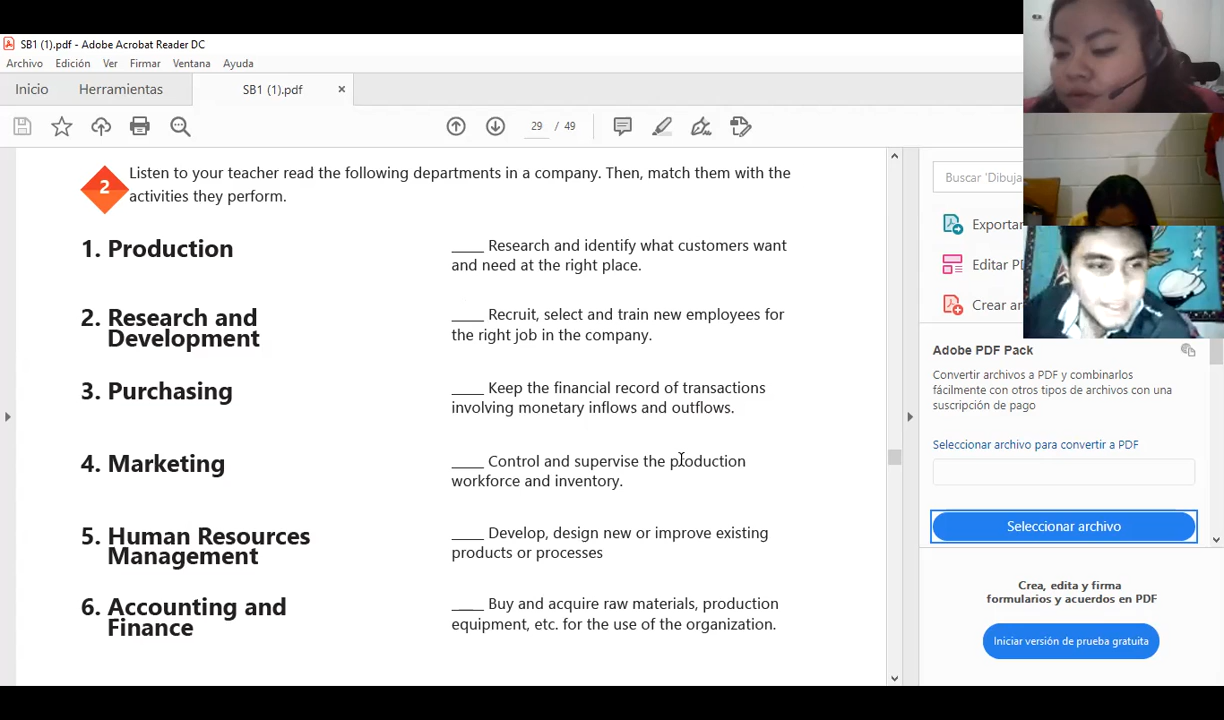 SB1 (1).pdf - Adobe Acrobat Reader DC
Archivo Edición Ver Firmar Ventana Ayuda
Inicio Herramientas SB1 (1).pdf ×
29 / 49
2
Listen to your teacher read the following departments in a company. Then, match them with the
activities they perform.
1. Production
____ Research and identify what customers want
and need at the right place.
2. Research and
Development
____ Recruit, select and train new employees for
the right job in the company.
3. Purchasing
____ Keep the financial record of transactions
involving monetary inflows and outflows.
4. Marketing
____ Control and supervise the production
workforce and inventory.
5. Human Resources
Management
____ Develop, design new or improve existing
products or processes
6. Accounting and
Finance
____ Buy and acquire raw materials, production
equipment, etc. for the use of the organization.
Buscar 'Dibuja
Exportar
Editar PD
Crear ar
Adobe PDF Pack
Convertir archivos a PDF y combinarlos
fácilmente con otros tipos de archivos con una
suscripción de pago
Seleccionar archivo para convertir a PDF
Seleccionar archivo
Crea, edita y firma
formularios y acuerdos en PDF
Iniciar versión de prueba gratuita